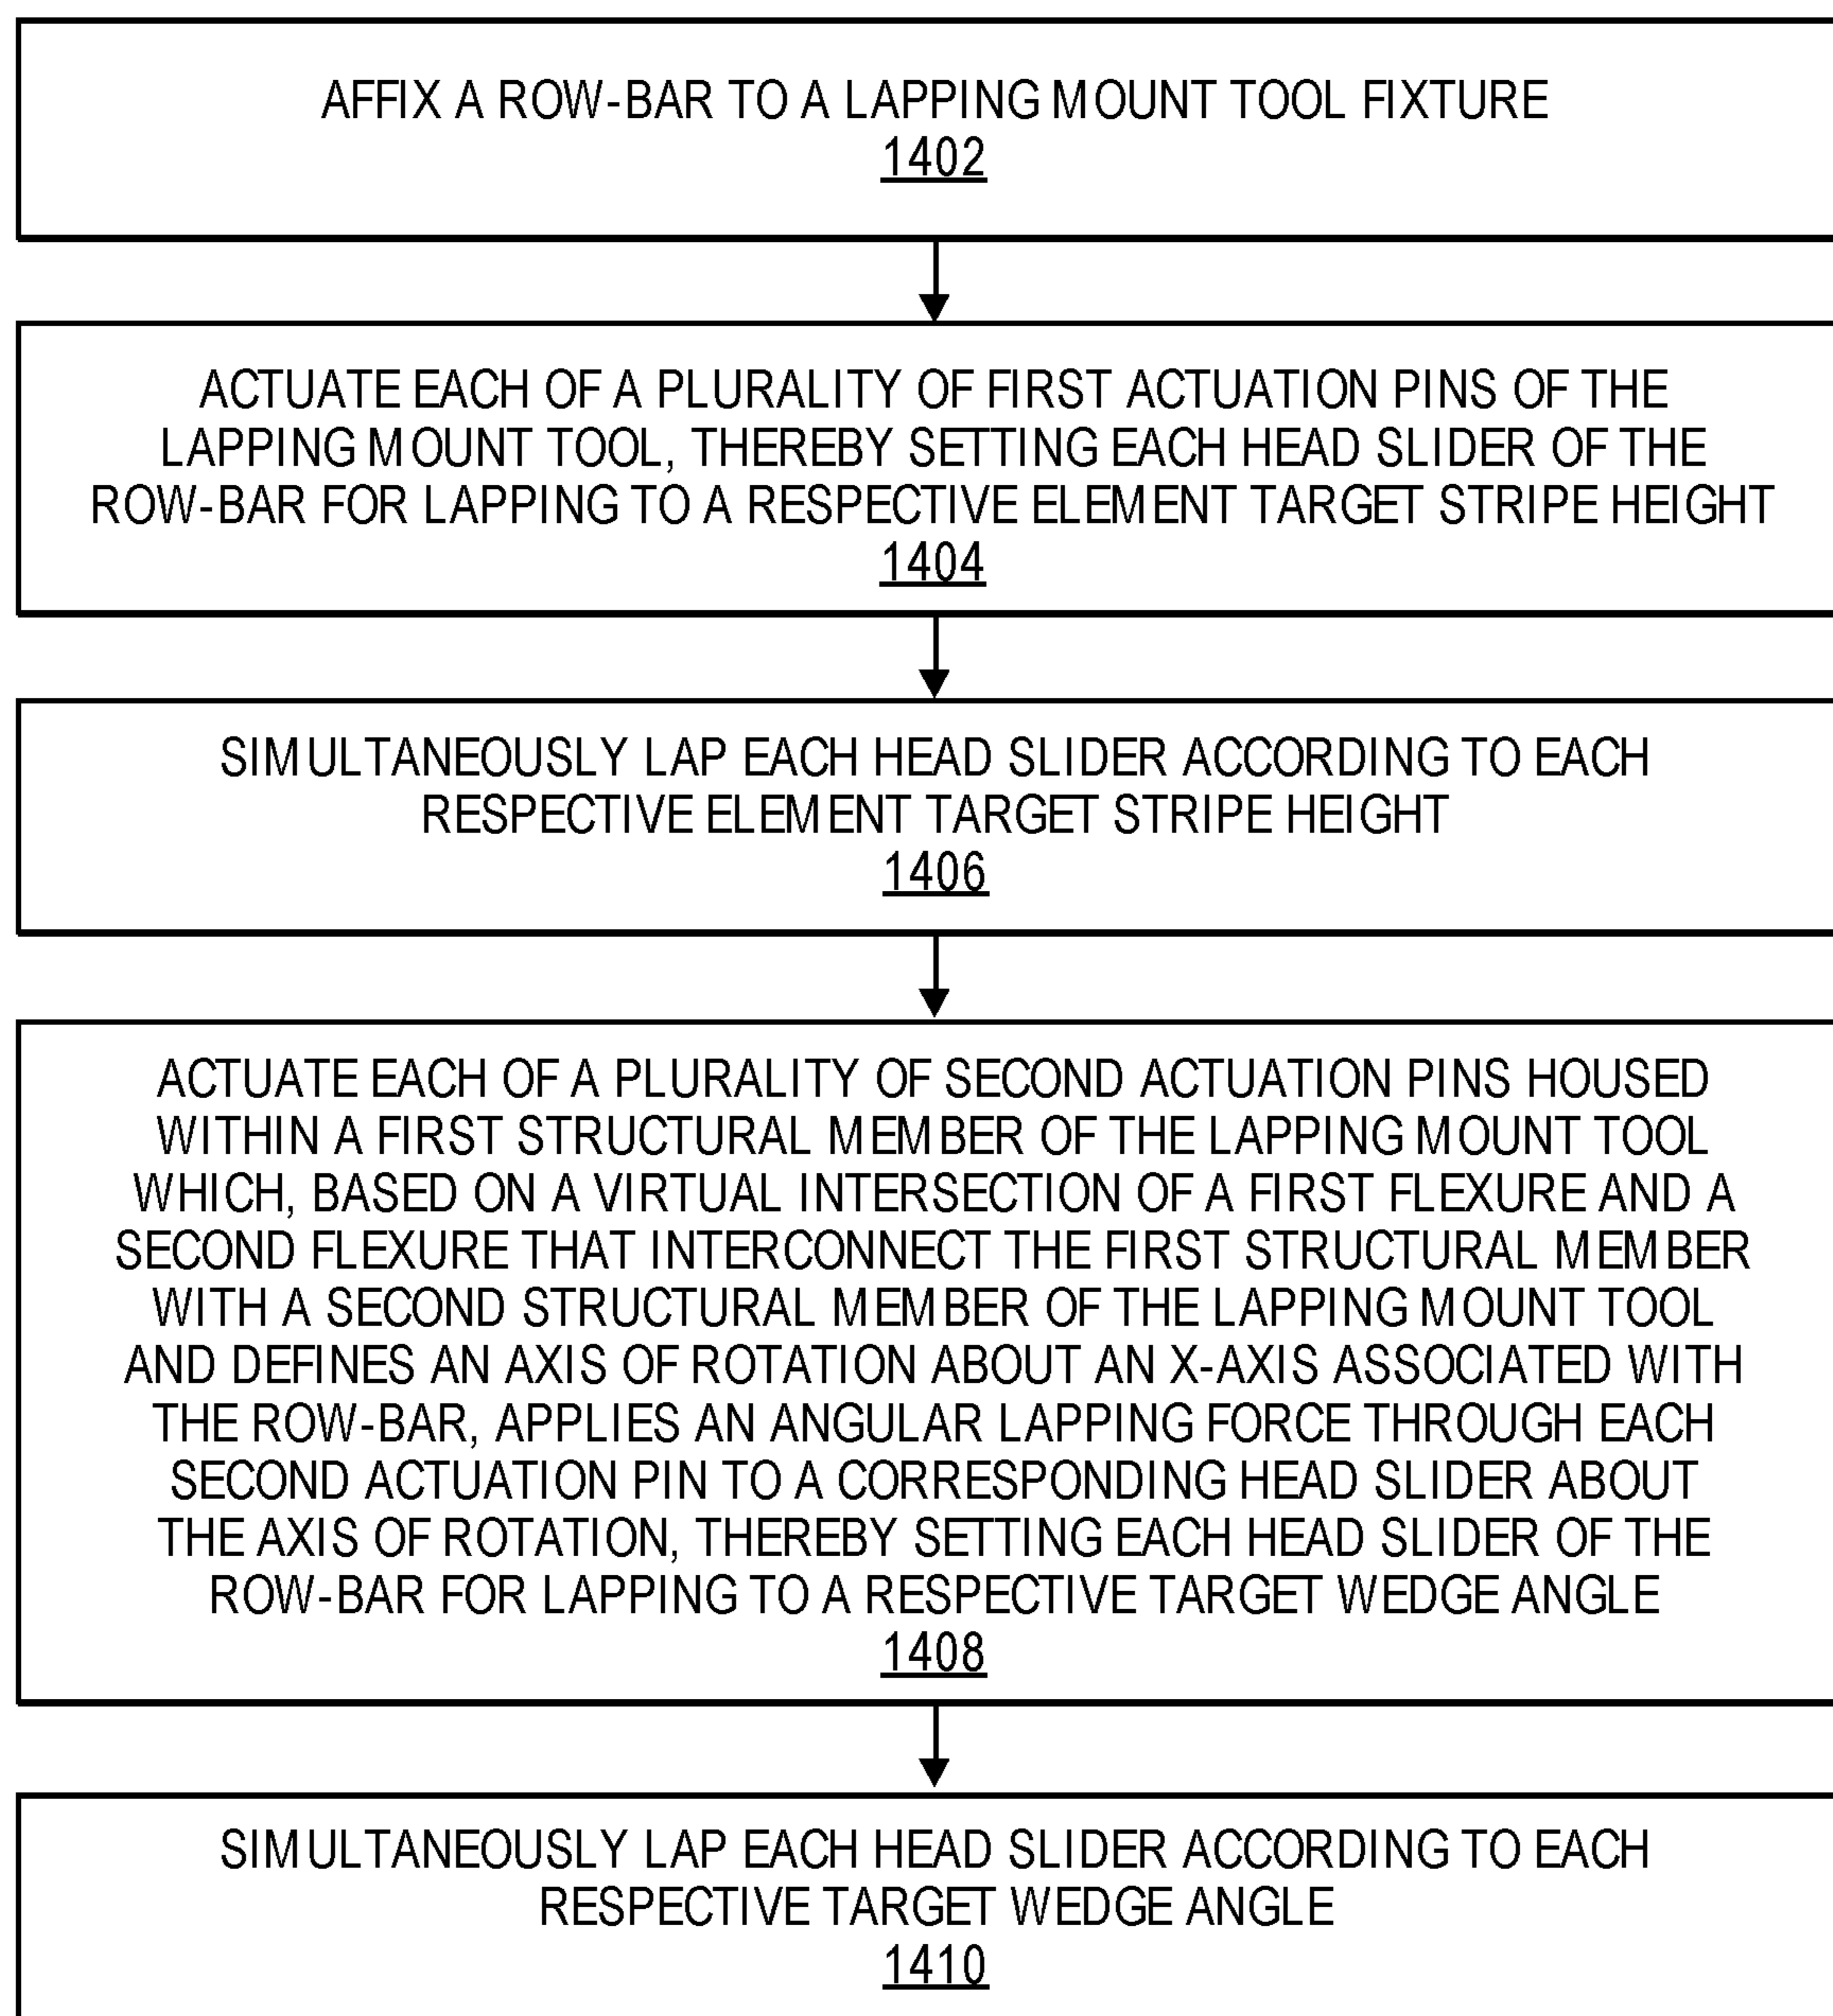 AFFIX A ROW-BAR TO A LAPPING MOUNT TOOL FIXTURE
1402
ACTUATE EACH OF A PLURALITY OF FIRST ACTUATION PINS OF THE
LAPPING MOUNT TOOL, THEREBY SETTING EACH HEAD SLIDER OF THE
ROW-BAR FOR LAPPING TO A RESPECTIVE ELEMENT TARGET STRIPE HEIGHT
1404
SIMULTANEOUSLY LAP EACH HEAD SLIDER ACCORDING TO EACH
RESPECTIVE ELEMENT TARGET STRIPE HEIGHT
1406
ACTUATE EACH OF A PLURALITY OF SECOND ACTUATION PINS HOUSED
WITHIN A FIRST STRUCTURAL MEMBER OF THE LAPPING MOUNT TOOL
WHICH, BASED ON A VIRTUAL INTERSECTION OF A FIRST FLEXURE AND A
SECOND FLEXURE THAT INTERCONNECT THE FIRST STRUCTURAL MEMBER
WITH A SECOND STRUCTURAL MEMBER OF THE LAPPING MOUNT TOOL
AND DEFINES AN AXIS OF ROTATION ABOUT AN X-AXIS ASSOCIATED WITH
THE ROW-BAR, APPLIES AN ANGULAR LAPPING FORCE THROUGH EACH
SECOND ACTUATION PIN TO A CORRESPONDING HEAD SLIDER ABOUT
THE AXIS OF ROTATION, THEREBY SETTING EACH HEAD SLIDER OF THE
ROW-BAR FOR LAPPING TO A RESPECTIVE TARGET WEDGE ANGLE
1408
SIMULTANEOUSLY LAP EACH HEAD SLIDER ACCORDING TO EACH
RESPECTIVE TARGET WEDGE ANGLE
1410